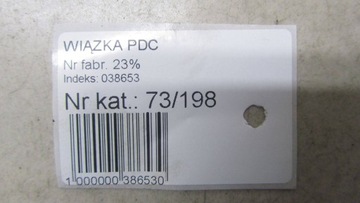 WIĄZKA PDC
Nr fabr. 23%
Indeks: 038653
Nr kat.: 73/198
1 000000 386530